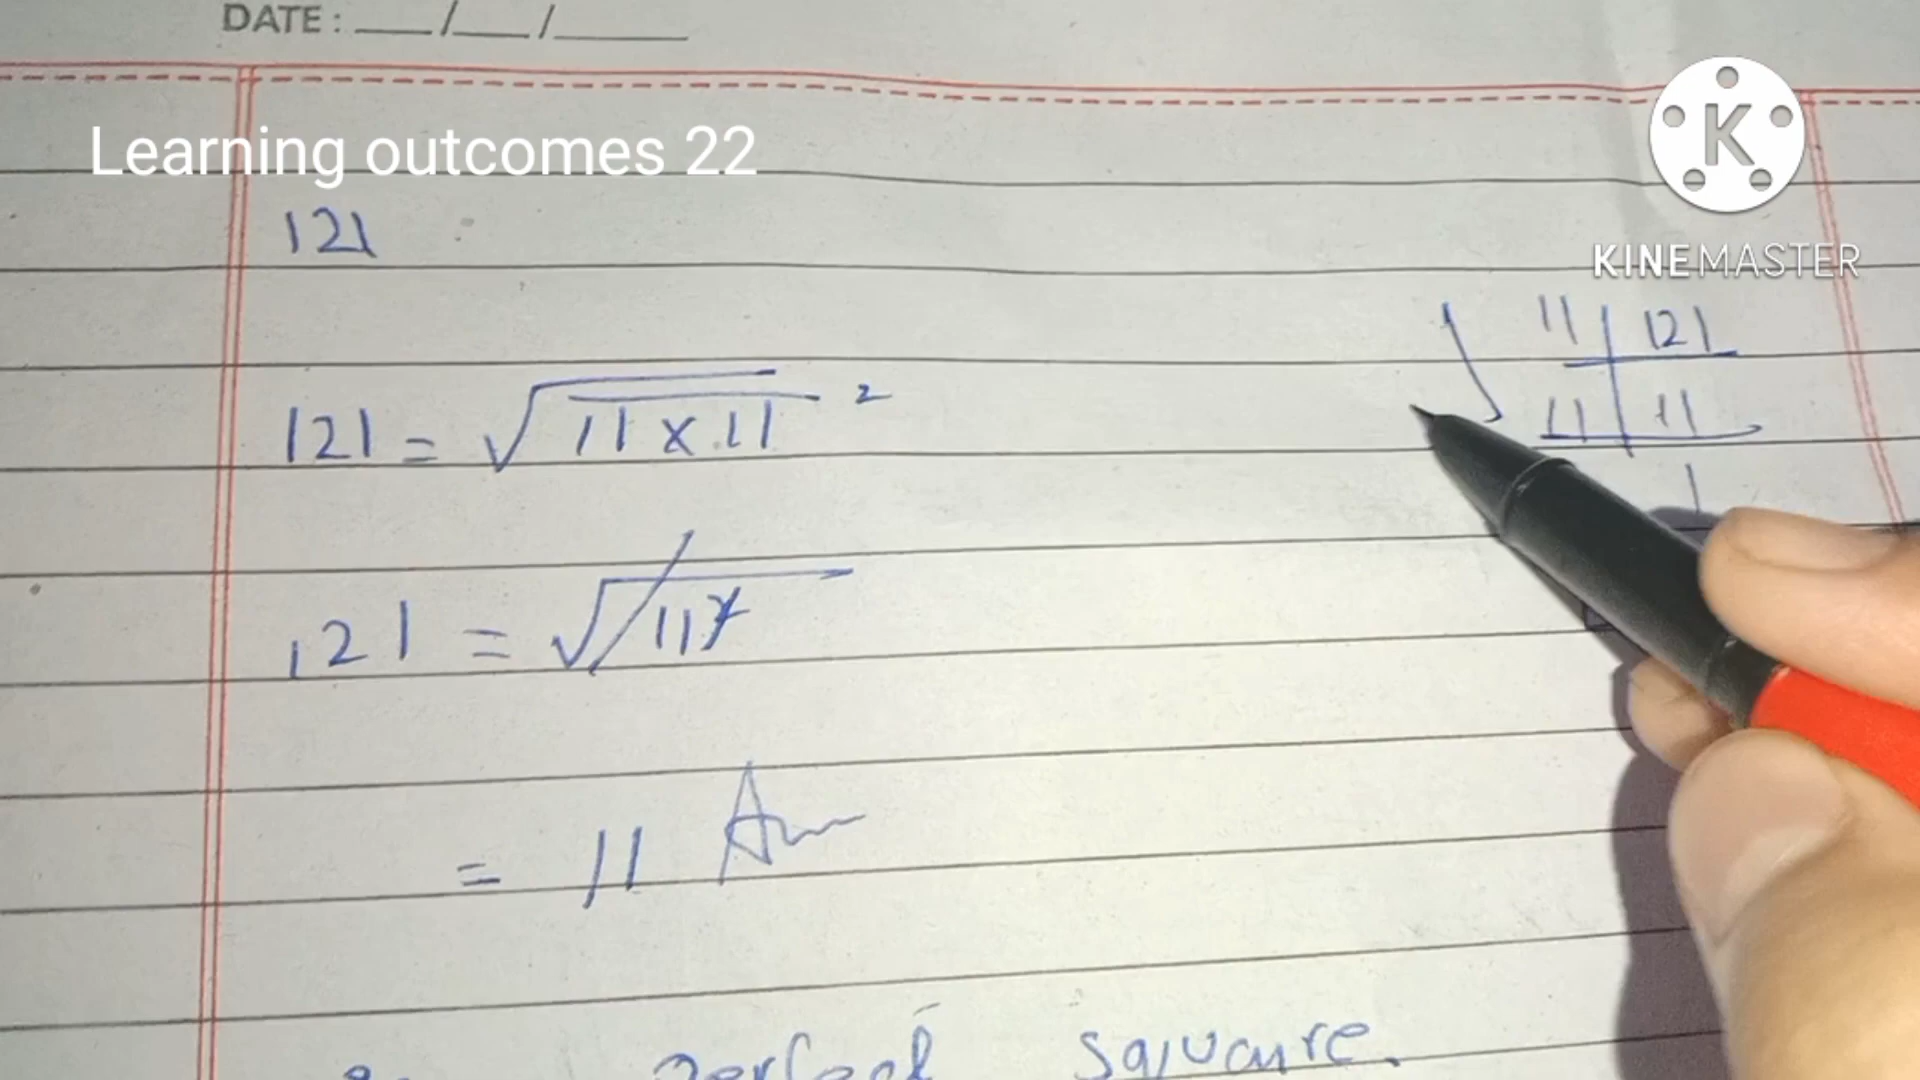 DATE : ___/___/_____
Learning outcomes 22
K
KINEMASTER
121
11 | 121
11 | 11
1
121 = √11 x 11 ²
121 = √11²
= 11 Ans
perfect square.